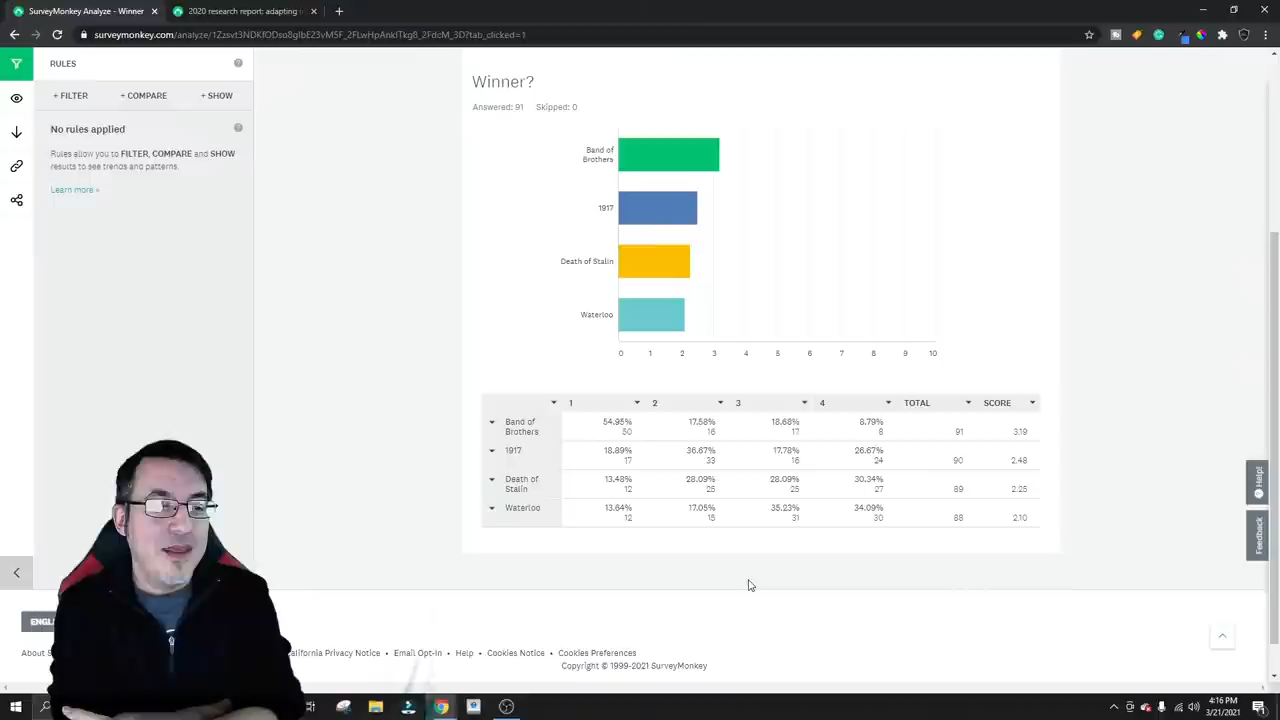 SurveyMonkey Analyze - Winner
2020 research report: adapting
surveymonkey.com/analyze/
RULES
+ FILTER + COMPARE + SHOW
No rules applied
Rules allow you to FILTER, COMPARE and SHOW
results to see trends and patterns.
Learn more »
Winner?
Answered: 91 Skipped: 0
Band of
Brothers
1917
Death of Stalin
Waterloo
0 1 2 3 4 5 6 7 8 9 10
1 2 3 4 TOTAL SCORE
Band of 54.95% 17.58% 18.68% 8.79%
Brothers 50 16 17 8 91 3.19
1917 18.89% 36.67% 17.78% 26.67%
17 33 16 24 90 2.48
Death of 13.48% 28.09% 28.09% 30.34%
Stalin 12 25 25 27 89 2.25
Waterloo 13.64% 17.05% 35.23% 34.09%
12 15 31 30 88 2.10
Help!
Feedback
ENGL
About S alifornia Privacy Notice • Email Opt-In • Help • Cookies Notice • Cookies Preferences
Copyright © 1999-2021 SurveyMonkey
4:16 PM
3/21/2021